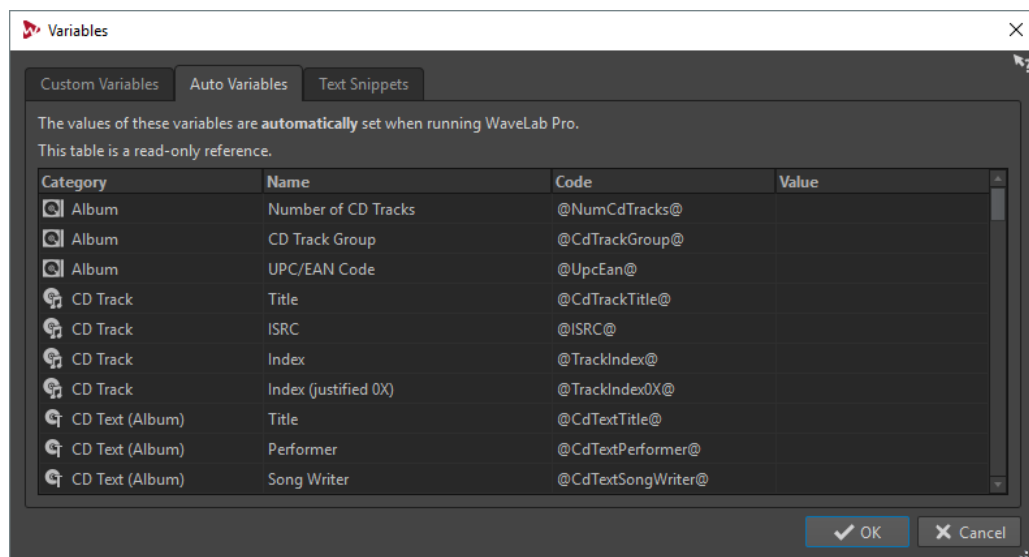 Variables
Custom Variables Auto Variables Text Snippets
The values of these variables are automatically set when running WaveLab Pro.
This table is a read-only reference.
Category Name Code Value
Album Number of CD Tracks @NumCdTracks@
Album CD Track Group @CdTrackGroup@
Album UPC/EAN Code @UpcEan@
CD Track Title @CdTrackTitle@
CD Track ISRC @ISRC@
CD Track Index @TrackIndex@
CD Track Index (justified 0X) @TrackIndex0X@
CD Text (Album) Title @CdTextTitle@
CD Text (Album) Performer @CdTextPerformer@
CD Text (Album) Song Writer @CdTextSongWriter@
OK Cancel